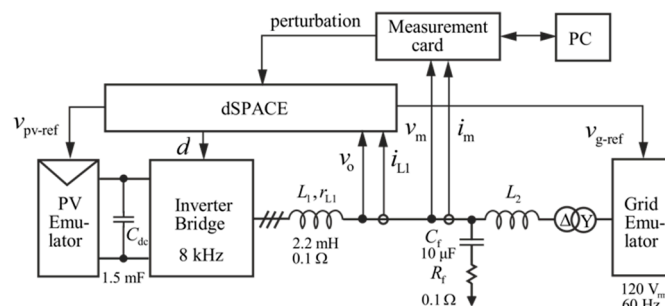 perturbation
Measurement
card
PC
dSPACE
v_pv-ref
d
v_o
i_L1
v_m
i_m
v_g-ref
PV
Emu-
lator
C_dc
1.5 mF
Inverter
Bridge
8 kHz
L_1, r_L1
2.2 mH
0.1 Ω
C_f
10 µF
R_f
0.1 Ω
L_2
Δ Y
Grid
Emu-
lator
120 V_m
60 Hz